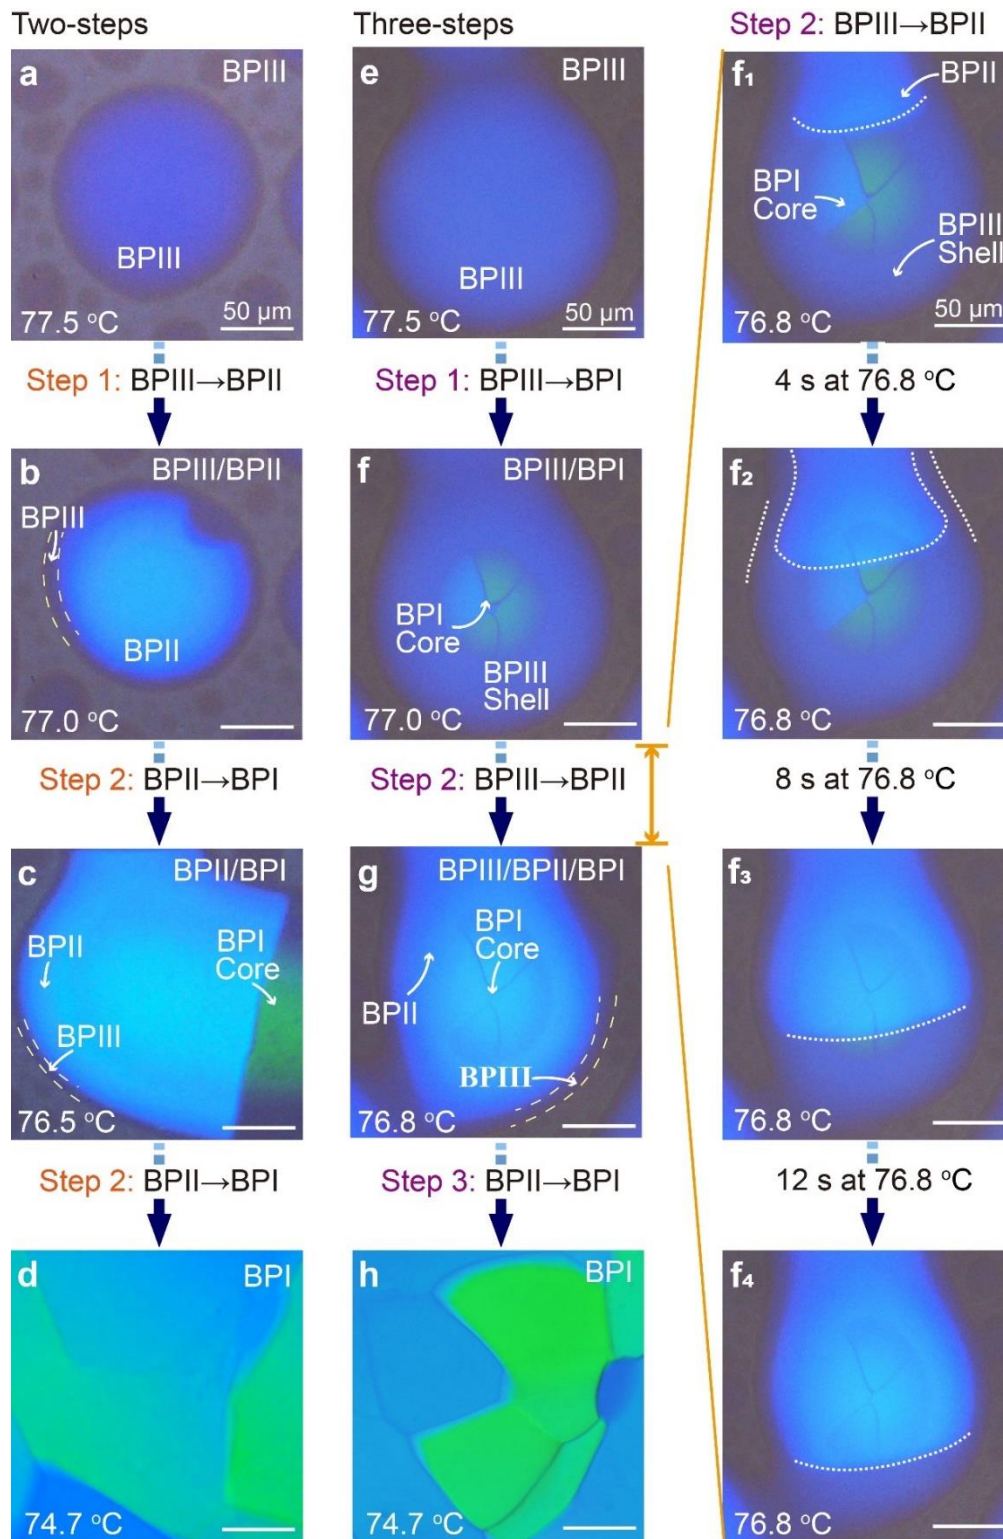 Two-steps
Three-steps
Step 2: BPIII→BPII
a
BPIII
BPIII
77.5 °C
50 µm
e
BPIII
BPIII
77.5 °C
50 µm
f₁
BPII
BPI
Core
BPIII
Shell
76.8 °C
50 µm
Step 1: BPIII→BPII
Step 1: BPIII→BPI
4 s at 76.8 °C
b
BPIII/BPII
BPIII
BPII
77.0 °C
f
BPIII/BPI
BPI
Core
BPIII
Shell
77.0 °C
f₂
76.8 °C
Step 2: BPII→BPI
Step 2: BPIII→BPII
8 s at 76.8 °C
c
BPII/BPI
BPII
BPI
Core
BPIII
76.5 °C
g
BPIII/BPII/BPI
BPI
Core
BPII
BPIII
76.8 °C
f₃
76.8 °C
Step 2: BPII→BPI
Step 3: BPII→BPI
12 s at 76.8 °C
d
BPI
74.7 °C
h
BPI
74.7 °C
f₄
76.8 °C